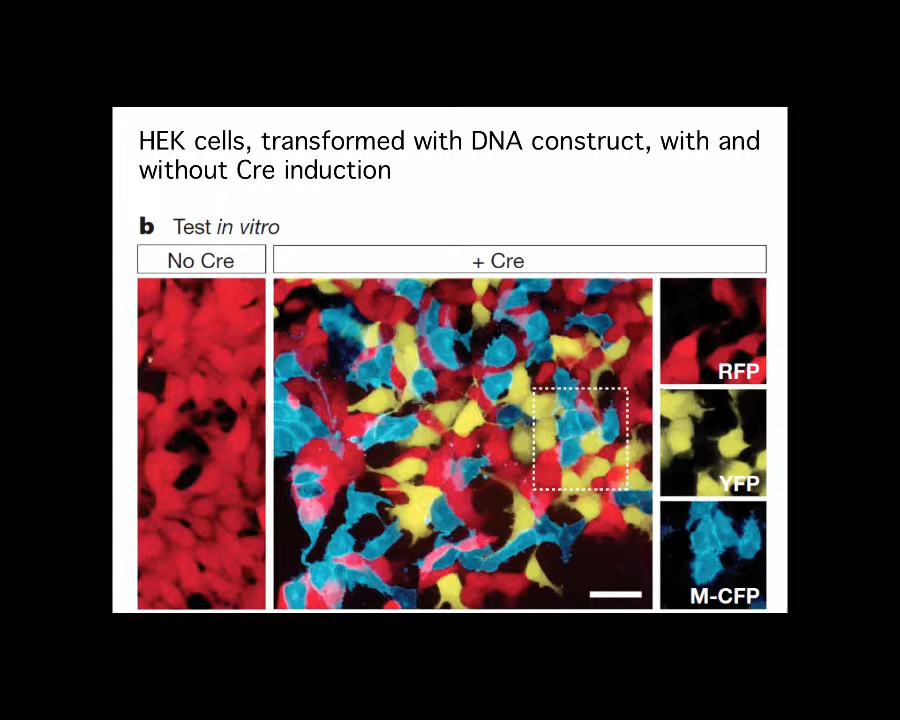 HEK cells, transformed with DNA construct, with and
without Cre induction
b Test in vitro
No Cre
+ Cre
RFP
YFP
M-CFP